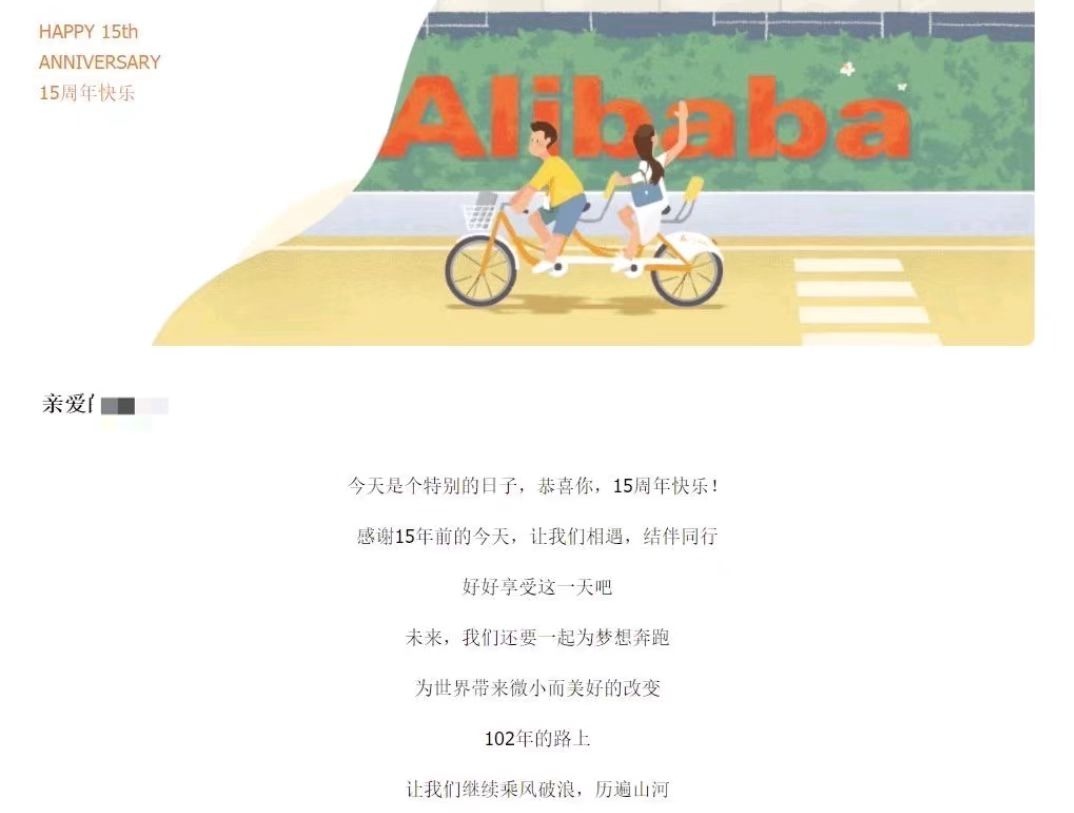 HAPPY 15th
ANNIVERSARY
15周年快乐
Alibaba
亲爱
今天是个特别的日子，恭喜你，15周年快乐！
感谢15年前的今天，让我们相遇，结伴同行
好好享受这一天吧
未来，我们还要一起为梦想奔跑
为世界带来微小而美好的改变
102年的路上
让我们继续乘风破浪，历遍山河